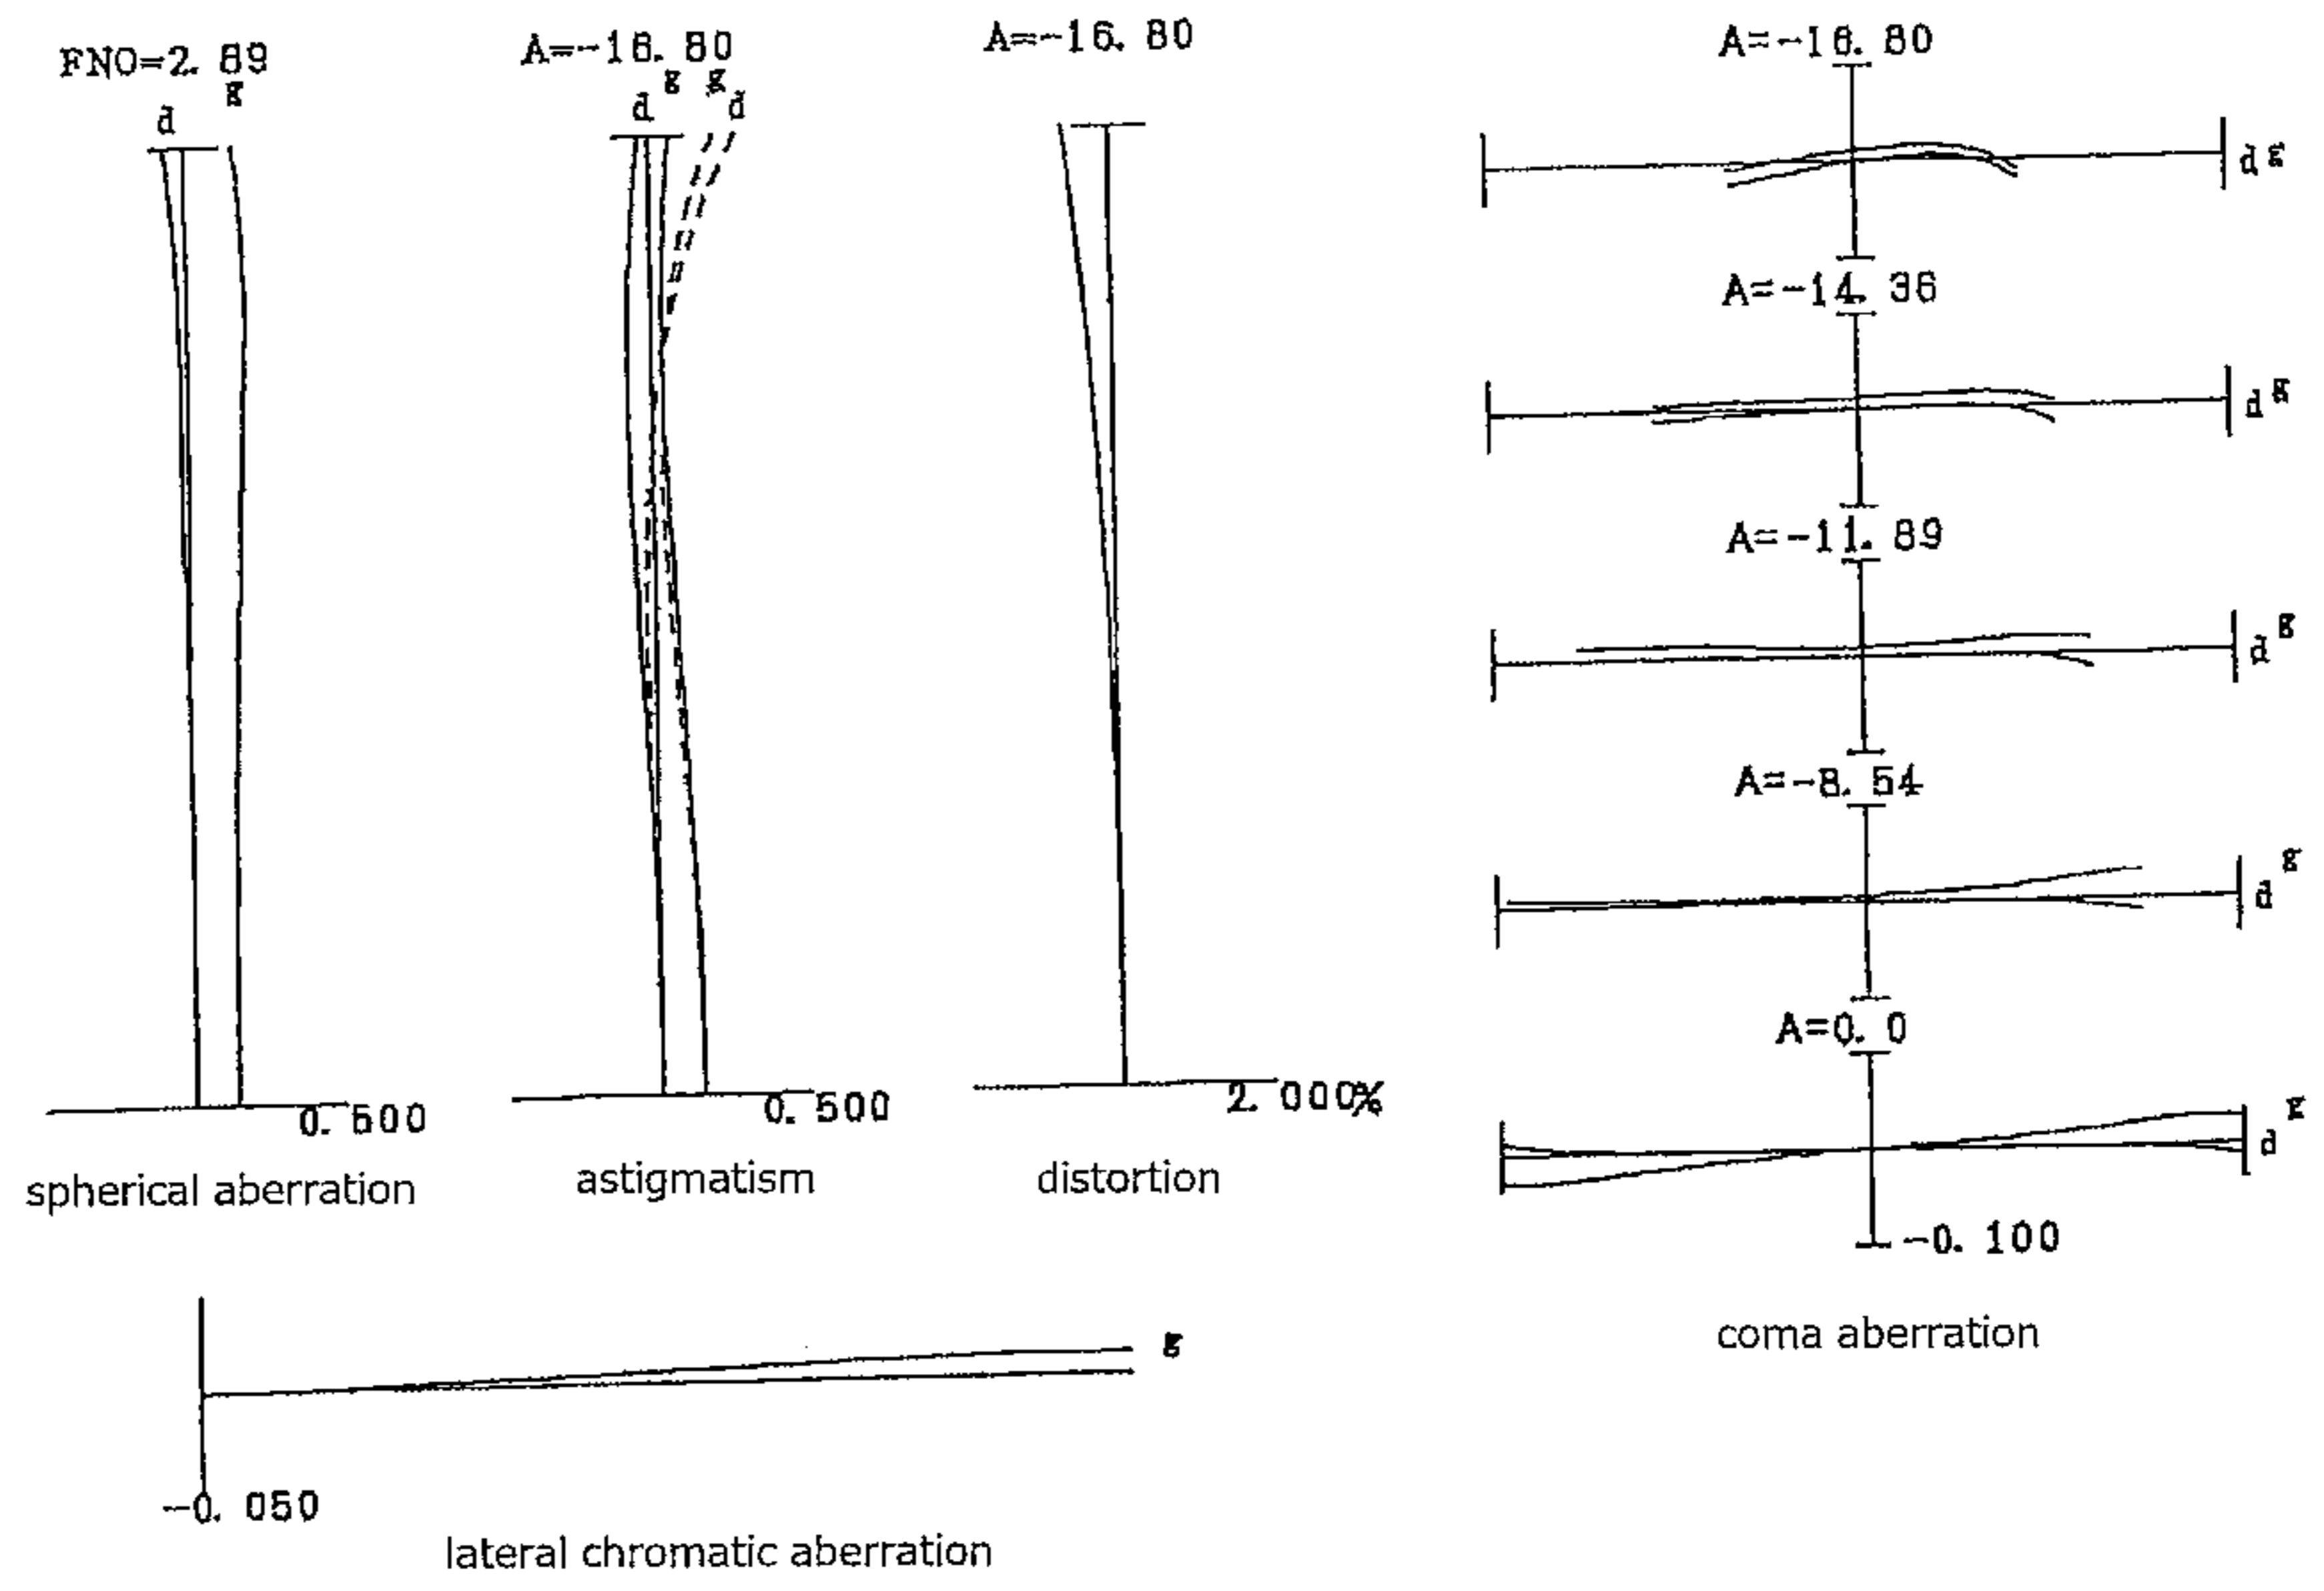 FNO=2. 89
g
d
0. 500
spherical aberration
A=-16. 80
g g
d d
0. 500
astigmatism
A=-16. 80
2. 000%
distortion
A=-16. 80
d g
A=-14. 36
d g
A=-11. 89
g
d
A=-8. 54
g
d
A=0. 0
g
d
-0. 100
coma aberration
g
-0. 050
lateral chromatic aberration